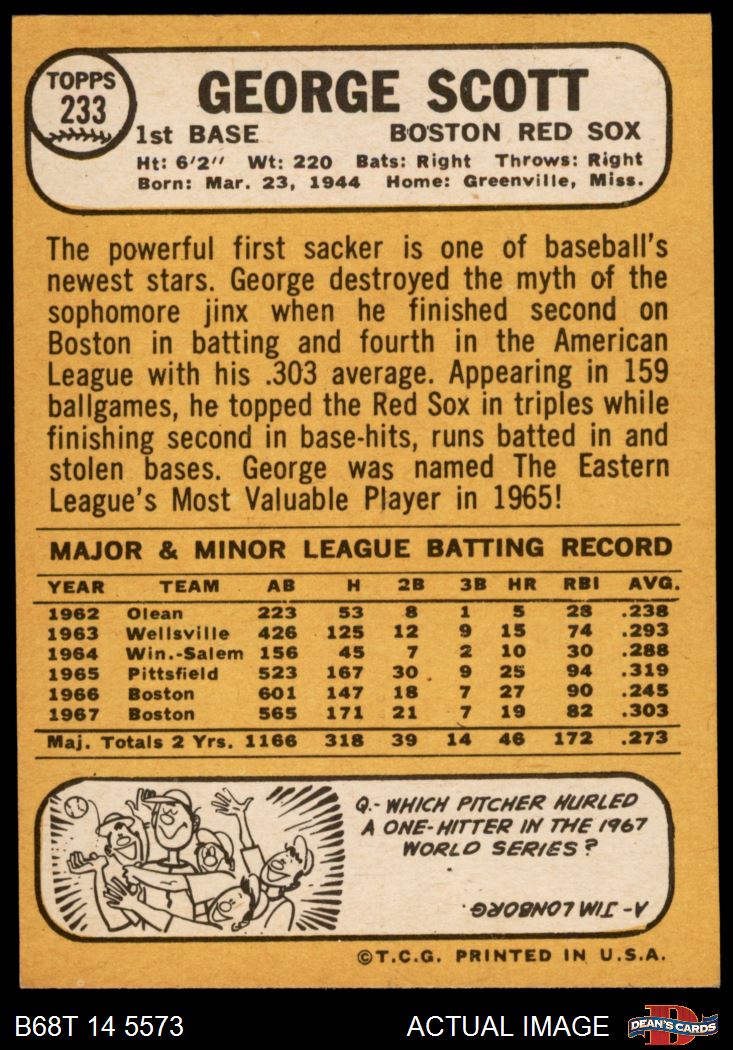 TOPPS
233
GEORGE SCOTT
1st BASE BOSTON RED SOX
Ht: 6'2" Wt: 220 Bats: Right Throws: Right
Born: Mar. 23, 1944 Home: Greenville, Miss.
The powerful first sacker is one of baseball's
newest stars. George destroyed the myth of the
sophomore jinx when he finished second on
Boston in batting and fourth in the American
League with his .303 average. Appearing in 159
ballgames, he topped the Red Sox in triples while
finishing second in base-hits, runs batted in and
stolen bases. George was named The Eastern
League's Most Valuable Player in 1965!
MAJOR & MINOR LEAGUE BATTING RECORD
YEAR TEAM AB H 2B 3B HR RBI AVG.
1962 Olean 223 53 8 1 5 28 .238
1963 Wellsville 426 125 12 9 15 74 .293
1964 Win.-Salem 156 45 7 2 10 30 .288
1965 Pittsfield 523 167 30 9 25 94 .319
1966 Boston 601 147 18 7 27 90 .245
1967 Boston 565 171 21 7 19 82 .303
Maj. Totals 2 Yrs. 1166 318 39 14 46 172 .273
Q.- WHICH PITCHER HURLED
A ONE-HITTER IN THE 1967
WORLD SERIES?
A- JIM LONBORG.
©T.C.G. PRINTED IN U.S.A.
B68T 14 5573 ACTUAL IMAGE
D
DEAN'S CARDS